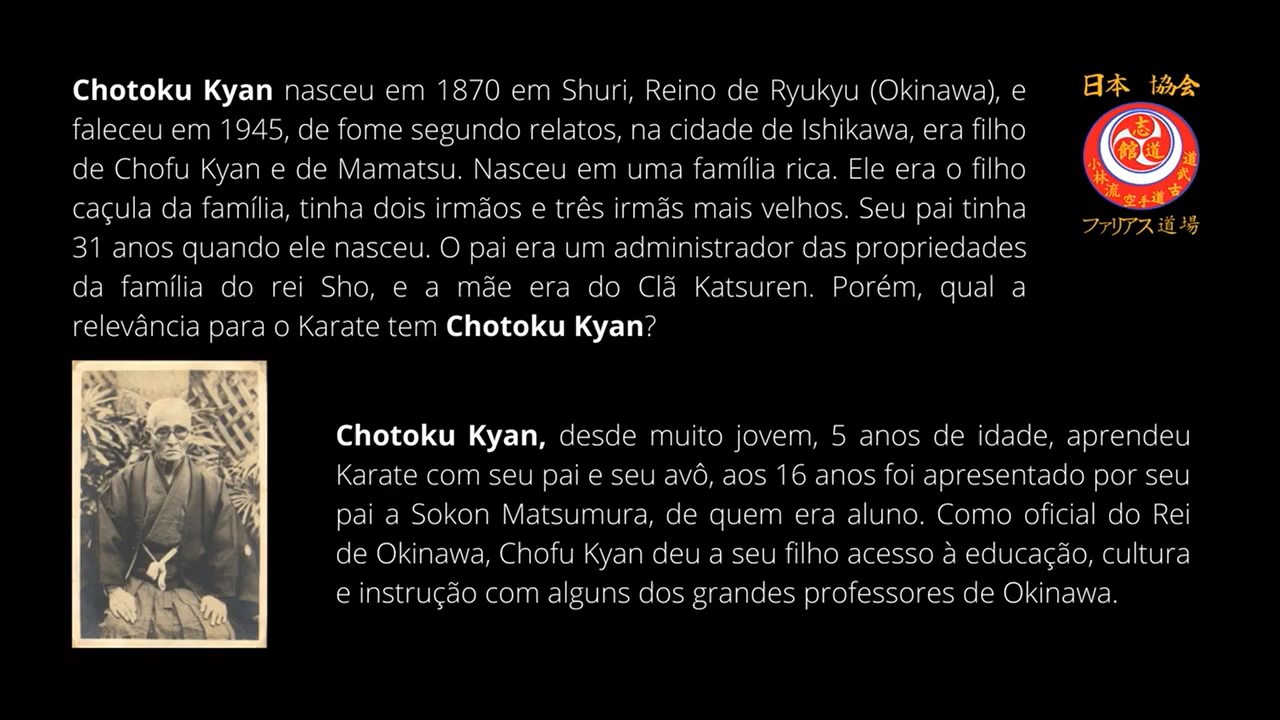 Chotoku Kyan nasceu em 1870 em Shuri, Reino de Ryukyu (Okinawa), e
faleceu em 1945, de fome segundo relatos, na cidade de Ishikawa, era filho
de Chofu Kyan e de Mamatsu. Nasceu em uma família rica. Ele era o filho
caçula da família, tinha dois irmãos e três irmãs mais velhos. Seu pai tinha
31 anos quando ele nasceu. O pai era um administrador das propriedades
da família do rei Sho, e a mãe era do Clã Katsuren. Porém, qual a
relevância para o Karate tem Chotoku Kyan?
日本 協会
志
館道
小林流空手道古武道
ファリアス道場
Chotoku Kyan, desde muito jovem, 5 anos de idade, aprendeu
Karate com seu pai e seu avô, aos 16 anos foi apresentado por seu
pai a Sokon Matsumura, de quem era aluno. Como oficial do Rei
de Okinawa, Chofu Kyan deu a seu filho acesso à educação, cultura
e instrução com alguns dos grandes professores de Okinawa.